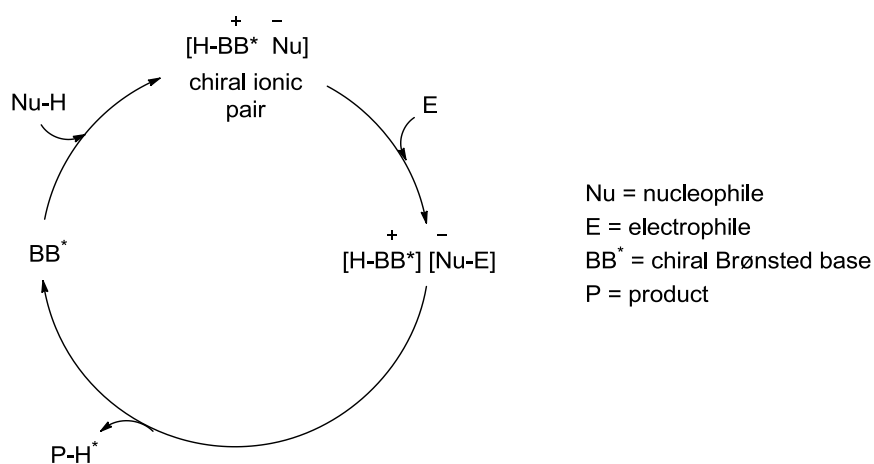 + −
[H-BB* Nu]
chiral ionic
pair
Nu-H
E
+ −
[H-BB*] [Nu-E]
BB*
P-H*
Nu = nucleophile
E = electrophile
BB* = chiral Brønsted base
P = product